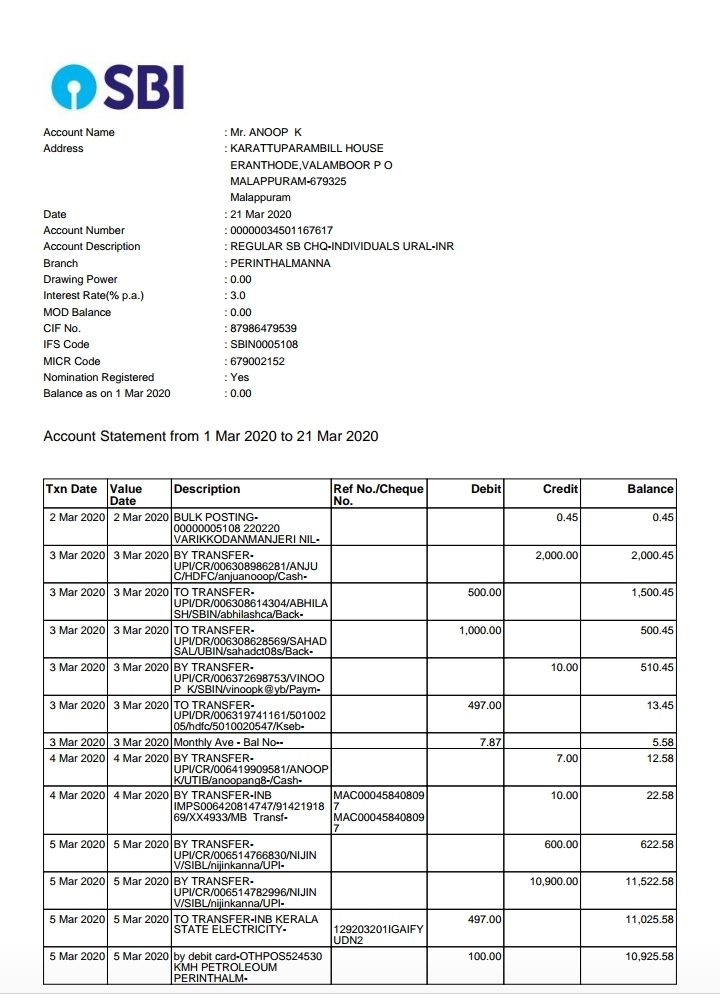 SBI
Account Name : Mr. ANOOP K
Address : KARATTUPARAMBILL HOUSE
ERANTHODE,VALAMBOOR P O
MALAPPURAM-679325
Malappuram
Date : 21 Mar 2020
Account Number : 00000034501167617
Account Description : REGULAR SB CHQ-INDIVIDUALS URAL-INR
Branch : PERINTHALMANNA
Drawing Power : 0.00
Interest Rate(% p.a.) : 3.0
MOD Balance : 0.00
CIF No. : 87986479539
IFS Code : SBIN0005108
MICR Code : 679002152
Nomination Registered : Yes
Balance as on 1 Mar 2020 : 0.00
Account Statement from 1 Mar 2020 to 21 Mar 2020
Txn Date Value Description Ref No./Cheque Debit Credit Balance
Date No.
2 Mar 2020 2 Mar 2020 BULK POSTING- 0.45 0.45
00000005108 220220
VARIKKODAN\MANJERI NIL-
3 Mar 2020 3 Mar 2020 BY TRANSFER- 2,000.00 2,000.45
UPI/CR/006308986281/ANJU
C/HDFC/anjuanooop/Cash-
3 Mar 2020 3 Mar 2020 TO TRANSFER- 500.00 1,500.45
UPI/DR/006308614304/ABHILA
SH/SBIN/abhilashca/Back-
3 Mar 2020 3 Mar 2020 TO TRANSFER- 1,000.00 500.45
UPI/DR/006308628569/SAHAD
SAL/UBIN/sahadct08s/Back-
3 Mar 2020 3 Mar 2020 BY TRANSFER- 10.00 510.45
UPI/CR/006372698753/VINOO
P K/SBIN/vinoopk@yb/Paym-
3 Mar 2020 3 Mar 2020 TO TRANSFER- 497.00 13.45
UPI/DR/006319741161/501002
05/hdfc/5010020547/Kseb-
3 Mar 2020 3 Mar 2020 Monthly Ave - Bal No-- 7.87 5.58
4 Mar 2020 4 Mar 2020 BY TRANSFER- 7.00 12.58
UPI/CR/006419909581/ANOOP
K/UTIB/anoopang8-/Cash-
4 Mar 2020 4 Mar 2020 BY TRANSFER-INB MAC00045840809 10.00 22.58
IMPS006420814747/91421918 7
69/XX4933/MB Transf- MAC00045840809
7
5 Mar 2020 5 Mar 2020 BY TRANSFER- 600.00 622.58
UPI/CR/006514766830/NIJIN
V/SIBL/nijinkanna/UPI-
5 Mar 2020 5 Mar 2020 BY TRANSFER- 10,900.00 11,522.58
UPI/CR/006514782996/NIJIN
V/SIBL/nijinkanna/UPI-
5 Mar 2020 5 Mar 2020 TO TRANSFER-INB KERALA 497.00 11,025.58
STATE ELECTRICITY- 129203201IGAIFY
UDN2
5 Mar 2020 5 Mar 2020 by debit card-OTHPOS524530 100.00 10,925.58
KMH PETROLEOUM
PERINTHALM-